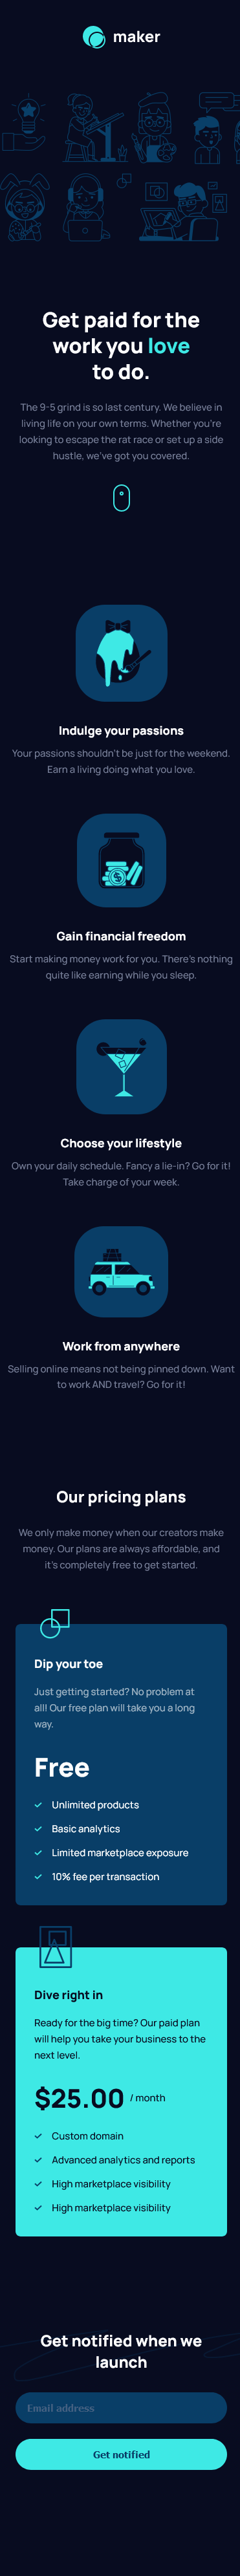 maker
Get paid for the
work you love
to do.
The 9-5 grind is so last century. We believe in
living life on your own terms. Whether you're
looking to escape the rat race or set up a side
hustle, we've got you covered.
Indulge your passions
Your passions shouldn't be just for the weekend.
Earn a living doing what you love.
Gain financial freedom
Start making money work for you. There's nothing
quite like earning while you sleep.
Choose your lifestyle
Own your daily schedule. Fancy a lie-in? Go for it!
Take charge of your week.
Work from anywhere
Selling online means not being pinned down. Want
to work AND travel? Go for it!
Our pricing plans
We only make money when our creators make
money. Our plans are always affordable, and
it's completely free to get started.
Dip your toe
Just getting started? No problem at
all! Our free plan will take you a long
way.
Free
Unlimited products
Basic analytics
Limited marketplace exposure
10% fee per transaction
Dive right in
Ready for the big time? Our paid plan
will help you take your business to the
next level.
$25.00 / month
Custom domain
Advanced analytics and reports
High marketplace visibility
High marketplace visibility
Get notified when we
launch
Email address
Get notified